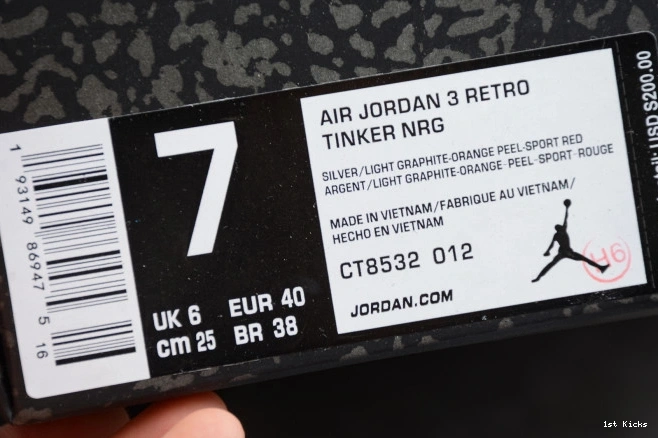 1 93149 86947 5 16
7
UK 6 EUR 40
cm 25 BR 38
AIR JORDAN 3 RETRO
TINKER NRG
SILVER/LIGHT GRAPHITE-ORANGE PEEL-SPORT RED
ARGENT/LIGHT GRAPHITE-ORANGE-PEEL-SPORT-ROUGE
MADE IN VIETNAM/FABRIQUE AU VIETNAM/
HECHO EN VIETNAM
CT8532 012
JORDAN.COM
USD $200.00
1st Kicks